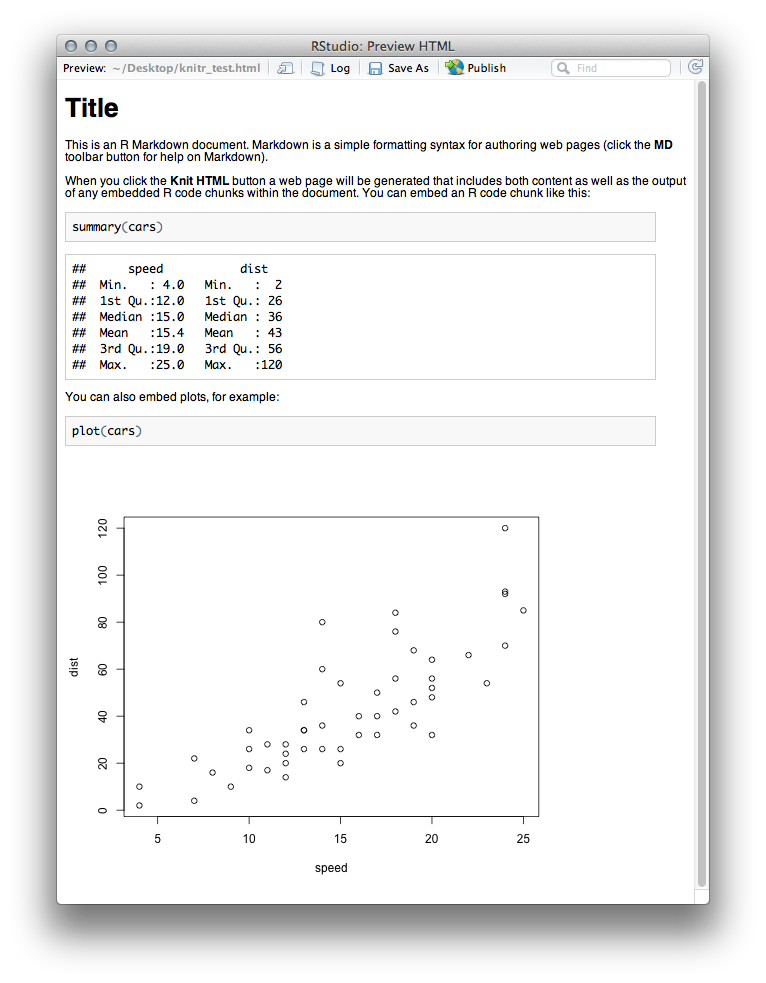 RStudio: Preview HTML
Preview: ~/Desktop/knitr_test.html Log Save As Publish Find
Title
This is an R Markdown document. Markdown is a simple formatting syntax for authoring web pages (click the MD
toolbar button for help on Markdown).
When you click the Knit HTML button a web page will be generated that includes both content as well as the output
of any embedded R code chunks within the document. You can embed an R code chunk like this:
summary(cars)
##      speed           dist
##  Min.   : 4.0   Min.   :  2
##  1st Qu.:12.0   1st Qu.: 26
##  Median :15.0   Median : 36
##  Mean   :15.4   Mean   : 43
##  3rd Qu.:19.0   3rd Qu.: 56
##  Max.   :25.0   Max.   :120
You can also embed plots, for example:
plot(cars)
120
100
80
60
dist
40
20
0
5 10 15 20 25
speed